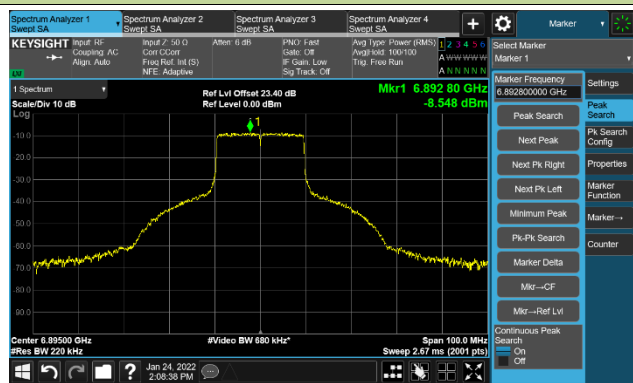 Spectrum Analyzer 1
Swept SA
Spectrum Analyzer 2
Swept SA
Spectrum Analyzer 3
Swept SA
Spectrum Analyzer 4
Swept SA
+
Marker
KEYSIGHT
Input: RF
Coupling: AC
Align: Auto
Input Z: 50 Ω
Corr CCorr
Freq Ref: Int (S)
NFE: Adaptive
Atten: 6 dB
PNO: Fast
Gate: Off
IF Gain: Low
Sig Track: Off
Avg Type: Power (RMS)
Avg|Hold: 100/100
Trig: Free Run
1 2 3 4 5 6
A W W W W W
A N N N N N
Select Marker
Marker 1
1 Spectrum
Scale/Div 10 dB
Log
Ref Lvl Offset 23.40 dB
Ref Level 0.00 dBm
Mkr1 6.892 80 GHz
-8.548 dBm
1
-10.0
-20.0
-30.0
-40.0
-50.0
-60.0
-70.0
-80.0
-90.0
Center 6.89500 GHz
#Res BW 220 kHz
#Video BW 680 kHz*
Span 100.0 MHz
Sweep 2.67 ms (2001 pts)
Marker Frequency
6.892800000 GHz
Peak Search
Next Peak
Next Pk Right
Next Pk Left
Minimum Peak
Pk-Pk Search
Marker Delta
Mkr→CF
Mkr→Ref Lvl
Continuous Peak
Search
On
Off
Settings
Peak
Search
Pk Search
Config
Properties
Marker
Function
Marker→
Counter
?
Jan 24, 2022
2:08:38 PM